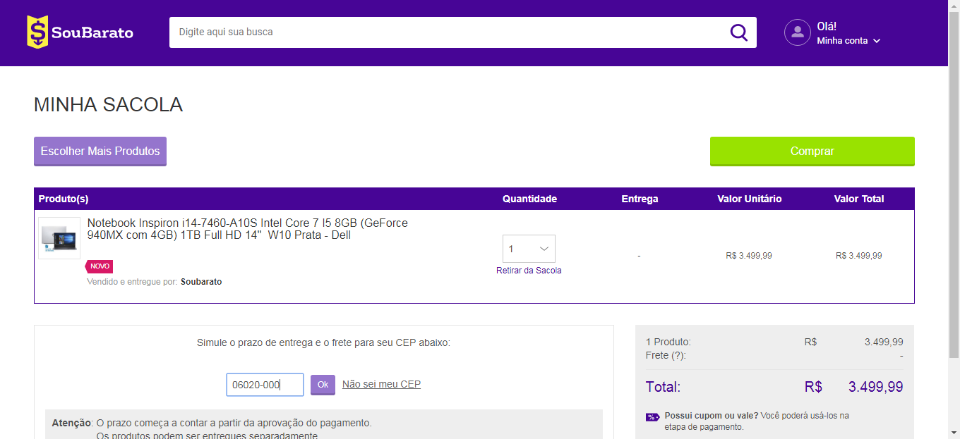 SouBarato
Digite aqui sua busca
Olá!
Minha conta
MINHA SACOLA
Escolher Mais Produtos
Comprar
Produto(s) Quantidade Entrega Valor Unitário Valor Total
Notebook Inspiron i14-7460-A10S Intel Core 7 I5 8GB (GeForce
940MX com 4GB) 1TB Full HD 14" W10 Prata - Dell
NOVO
Vendido e entregue por: Soubarato
1
Retirar da Sacola
-
R$ 3.499,99
R$ 3.499,99
Simule o prazo de entrega e o frete para seu CEP abaixo:
06020-000 Ok Não sei meu CEP
Atenção: O prazo começa a contar a partir da aprovação do pagamento.
Os produtos podem ser entregues separadamente.
1 Produto: R$ 3.499,99
Frete (?): -
Total: R$ 3.499,99
Possui cupom ou vale? Você poderá usá-los na
etapa de pagamento.